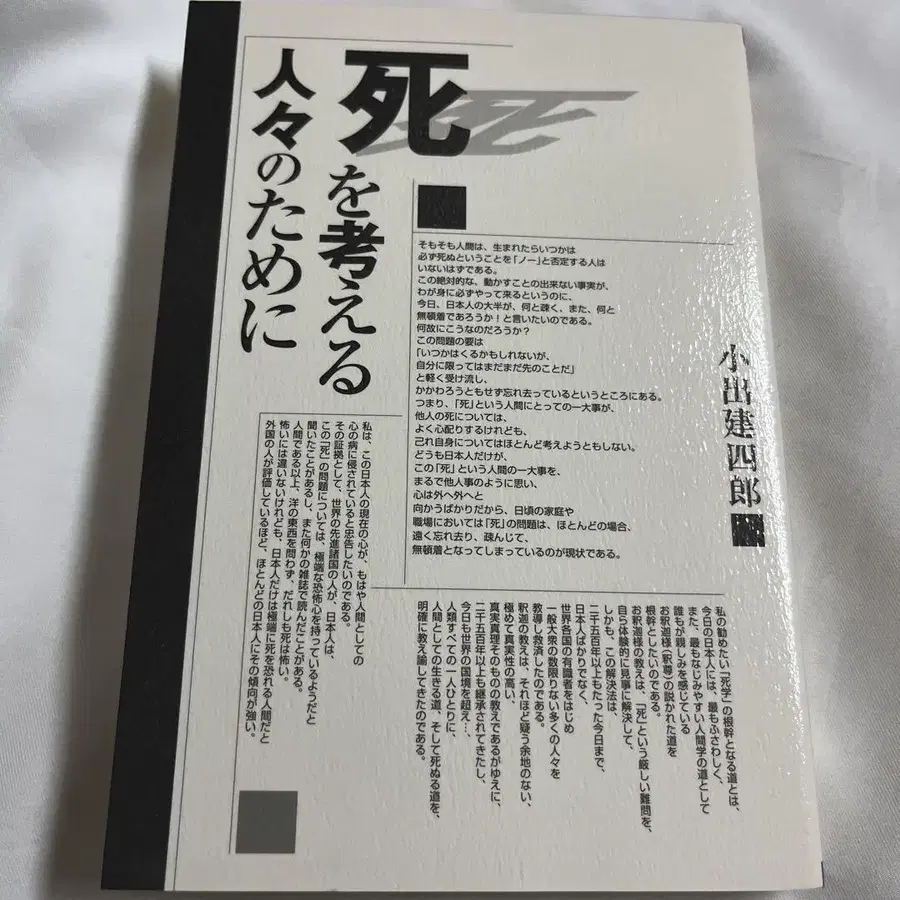 死を考える
人々のために
小出建四郎
そもそも人間は、生まれたらいつかは
必ず死ぬということを「ノー」と否定する人は
いないはずである。
この絶対的な、動かすことの出来ない事実が、
わが身に必ずやって来るというのに、
今日、日本人の大半が、何と疎く、また、何と
無頓着であろうか!と言いたいのである。
何故にこうなのだろうか?
この問題の要は
「いつかはくるかもしれないが、
自分に限ってはまだまだ先のことだ」
と軽く受け流し、
かかわろうともせず忘れ去っているというところにある。
つまり、「死」という人間にとっての一大事が、
他人の死については、
よく心配りするけれども、
己れ自身についてはほとんど考えようともしない。
どうも日本人だけが、
この「死」という人間の一大事を、
まるで他人事のように思い、
心は外へ外へと
向かうばかりだから、日頃の家庭や
職場においては「死」の問題は、ほとんどの場合、
遠く忘れ去り、疎んじて、
無頓着となってしまっているのが現状である。
私は、この日本人の現在の心が、もはや人間としての
心の病に侵されていると忠告したいのである。
その証拠として、世界の先進諸国の人が、日本人は、
この「死」の問題については、極端な恐怖心を持っているようだと
聞いたことがあるし、また何かの雑誌で読んだことがある。
人間である以上、洋の東西を問わず、だれしも死は怖い。
怖いには違いないけれども、日本人だけは極端に死を恐れる人間だと
外国の人が評価しているほど、ほとんどの日本人にその傾向が強い。
私の勧めたい「死学」の根幹となる道とは、
今日の日本人には、最もふさわしく、
また、最もなじみやすい人間学の道として
誰もが親しみを感じている
お釈迦様(釈尊)の説かれた道を
根幹としたいのである。
お釈迦様の教えは、「死」という厳しい難問を、
自ら体験的に見事に解決して、
しかも、この解決法は、
二千五百年以上もたった今日まで、
日本人ばかりでなく、
世界各国の有識者をはじめ
一般大衆の数限りない多くの人々を
教導し救済したのである。
釈迦の教えは、それほど疑う余地のない、
極めて真実性の高い、
真実真理そのものの教えであるがゆえに、
二千五百年以上も継承されてきたし、
今日も世界の国境を超え…、
人類すべての一人ひとりに、
人間としての生きる道、そして死ぬる道を、
明確に教え諭してきたのである。